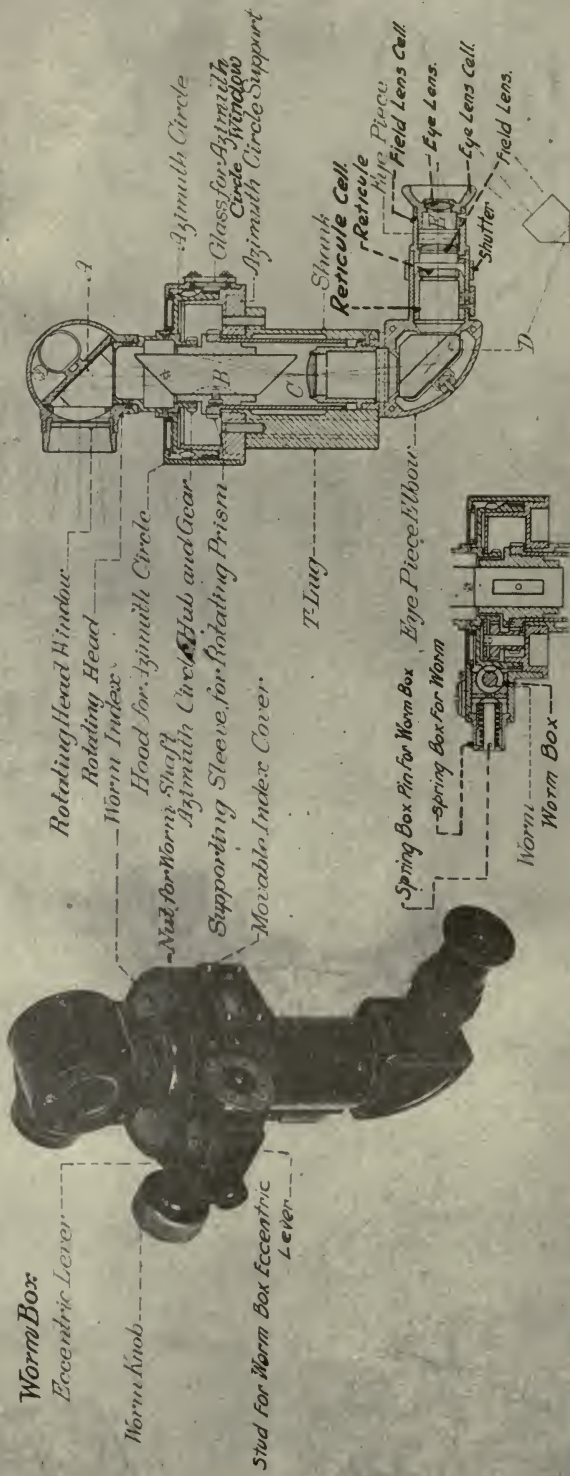 Worm Box
Eccentric Lever
Worm Knob
Stud For Worm Box Eccentric
Lever
Rotating Head Window
Rotating Head
Worm Index
Hood for Azimuth Circle
Nut for Worm Shaft
Azimuth Circle Hub and Gear
Supporting Sleeve for Rotating Prism
Movable Index Cover
T-Lug
Spring Box Pin For Worm Box
Spring Box For Worm
Eye Piece Elbow
Worm
Worm Box
A
B
C
D
E
Azimuth Circle
Glass for Azimuth
Circle Window
Azimuth Circle Support
Shank
Reticule Cell.
Reticule
Eye Piece
Field Lens Cell.
Eye Lens.
Eye Lens Cell.
Field Lens.
Shutter